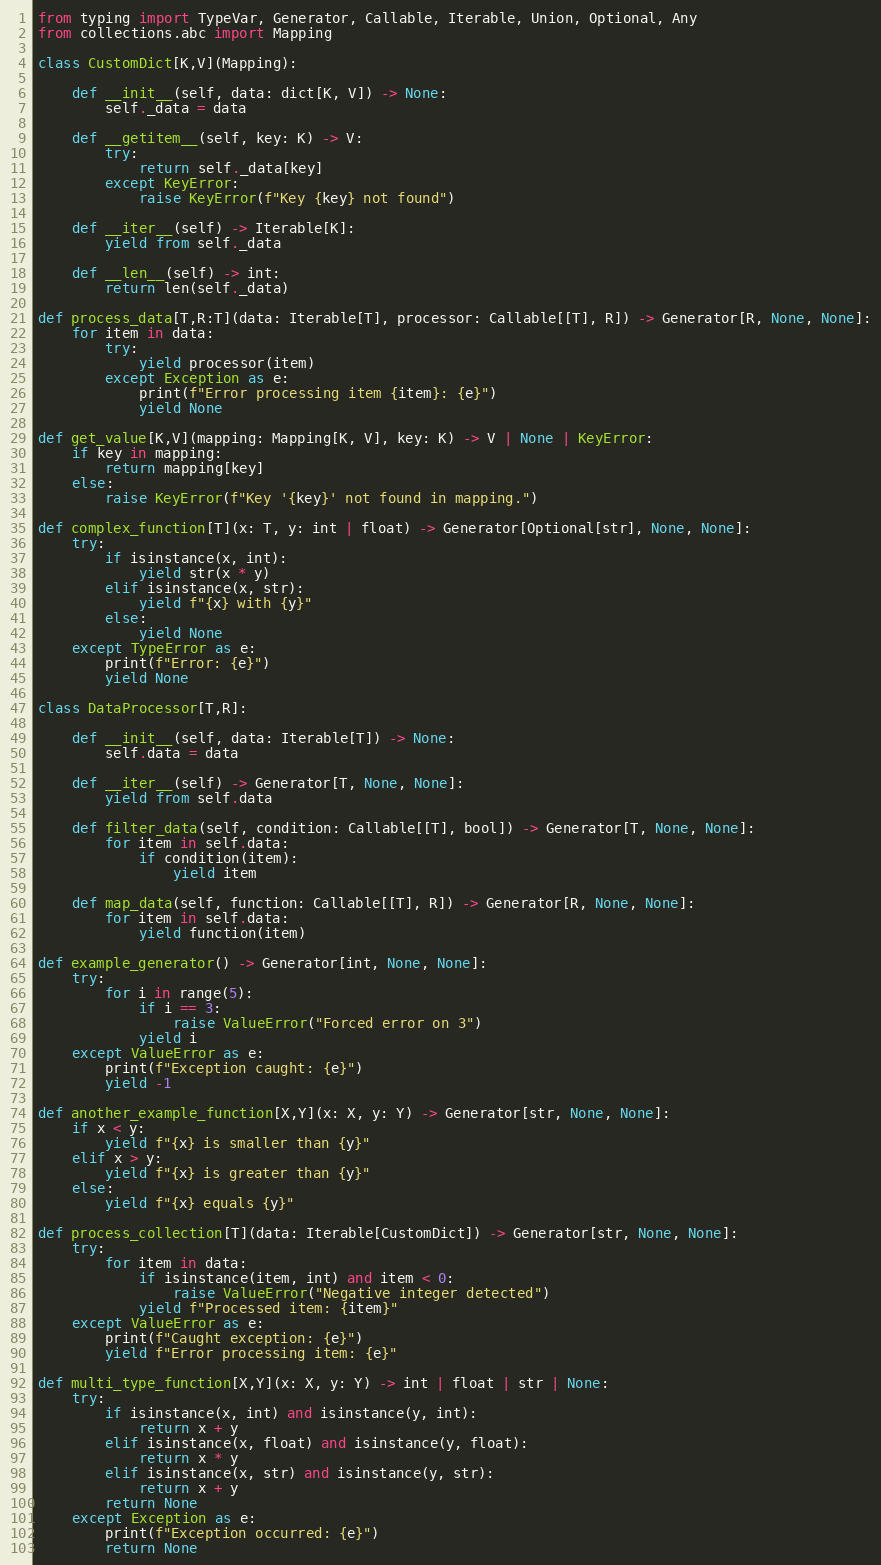 1 from typing import TypeVar, Generator, Callable, Iterable, Union, Optional, Any
2 from collections.abc import Mapping
3
4 class CustomDict[K,V](Mapping):
5
6     def __init__(self, data: dict[K, V]) -> None:
7         self._data = data
8
9     def __getitem__(self, key: K) -> V:
10         try:
11             return self._data[key]
12         except KeyError:
13             raise KeyError(f"Key {key} not found")
14
15     def __iter__(self) -> Iterable[K]:
16         yield from self._data
17
18     def __len__(self) -> int:
19         return len(self._data)
20
21 def process_data[T,R:T](data: Iterable[T], processor: Callable[[T], R]) -> Generator[R, None, None]:
22     for item in data:
23         try:
24             yield processor(item)
25         except Exception as e:
26             print(f"Error processing item {item}: {e}")
27             yield None
28
29 def get_value[K,V](mapping: Mapping[K, V], key: K) -> V | None | KeyError:
30     if key in mapping:
31         return mapping[key]
32     else:
33         raise KeyError(f"Key '{key}' not found in mapping.")
34
35 def complex_function[T](x: T, y: int | float) -> Generator[Optional[str], None, None]:
36     try:
37         if isinstance(x, int):
38             yield str(x * y)
39         elif isinstance(x, str):
40             yield f"{x} with {y}"
41         else:
42             yield None
43     except TypeError as e:
44         print(f"Error: {e}")
45         yield None
46
47 class DataProcessor[T,R]:
48
49     def __init__(self, data: Iterable[T]) -> None:
50         self.data = data
51
52     def __iter__(self) -> Generator[T, None, None]:
53         yield from self.data
54
55     def filter_data(self, condition: Callable[[T], bool]) -> Generator[T, None, None]:
56         for item in self.data:
57             if condition(item):
58                 yield item
59
60     def map_data(self, function: Callable[[T], R]) -> Generator[R, None, None]:
61         for item in self.data:
62             yield function(item)
63
64 def example_generator() -> Generator[int, None, None]:
65     try:
66         for i in range(5):
67             if i == 3:
68                 raise ValueError("Forced error on 3")
69             yield i
70     except ValueError as e:
71         print(f"Exception caught: {e}")
72         yield -1
73
74 def another_example_function[X,Y](x: X, y: Y) -> Generator[str, None, None]:
75     if x < y:
76         yield f"{x} is smaller than {y}"
77     elif x > y:
78         yield f"{x} is greater than {y}"
79     else:
80         yield f"{x} equals {y}"
81
82 def process_collection[T](data: Iterable[CustomDict]) -> Generator[str, None, None]:
83     try:
84         for item in data:
85             if isinstance(item, int) and item < 0:
86                 raise ValueError("Negative integer detected")
87             yield f"Processed item: {item}"
88     except ValueError as e:
89         print(f"Caught exception: {e}")
90         yield f"Error processing item: {e}"
91
92 def multi_type_function[X,Y](x: X, y: Y) -> int | float | str | None:
93     try:
94         if isinstance(x, int) and isinstance(y, int):
95             return x + y
96         elif isinstance(x, float) and isinstance(y, float):
97             return x * y
98         elif isinstance(x, str) and isinstance(y, str):
99             return x + y
100         return None
101     except Exception as e:
102         print(f"Exception occurred: {e}")
103         return None